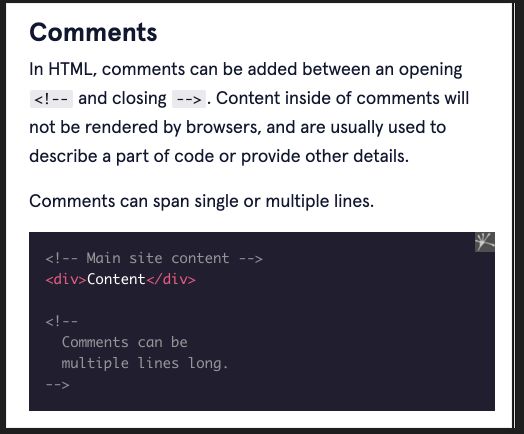 Comments
In HTML, comments can be added between an opening
<!-- and closing -->. Content inside of comments will
not be rendered by browsers, and are usually used to
describe a part of code or provide other details.
Comments can span single or multiple lines.
<!-- Main site content -->
<div>Content</div>
<!--
Comments can be
multiple lines long.
-->